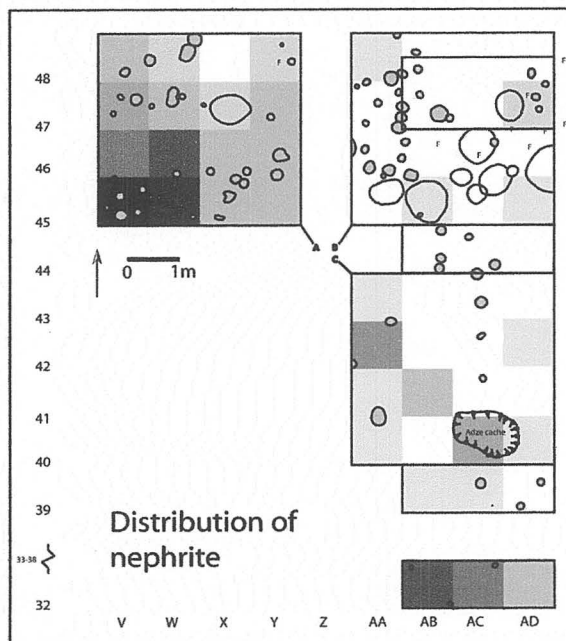 48
F
F
F
47
F
F
F
46
45
A B
C
44
0 1m
43
42
41
Adze cache
40
39
Distribution of
nephrite
33-38
32
V W X Y Z AA AB AC AD